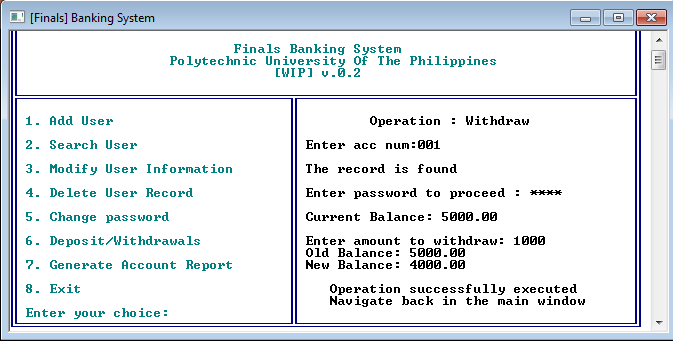 [Finals] Banking System
Finals Banking System
Polytechnic University Of The Philippines
[WIP] v.0.2
1. Add User
2. Search User
3. Modify User Information
4. Delete User Record
5. Change password
6. Deposit/Withdrawals
7. Generate Account Report
8. Exit
Enter your choice:
Operation : Withdraw
Enter acc num:001
The record is found
Enter password to proceed : ****
Current Balance: 5000.00
Enter amount to withdraw: 1000
Old Balance: 5000.00
New Balance: 4000.00
Operation successfully executed
Navigate back in the main window